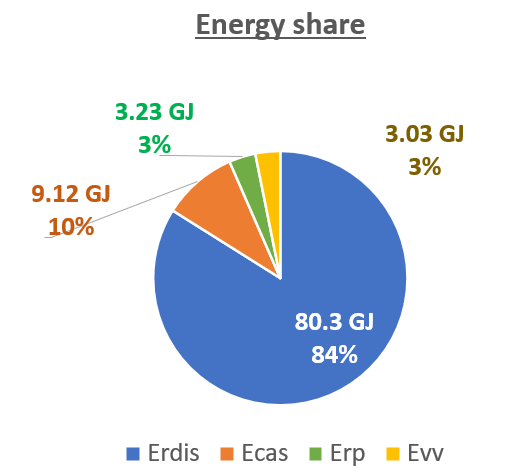 Energy share
3.23 GJ
3%
3.03 GJ
3%
9.12 GJ
10%
80.3 GJ
84%
Erdis Ecas Erp Evv